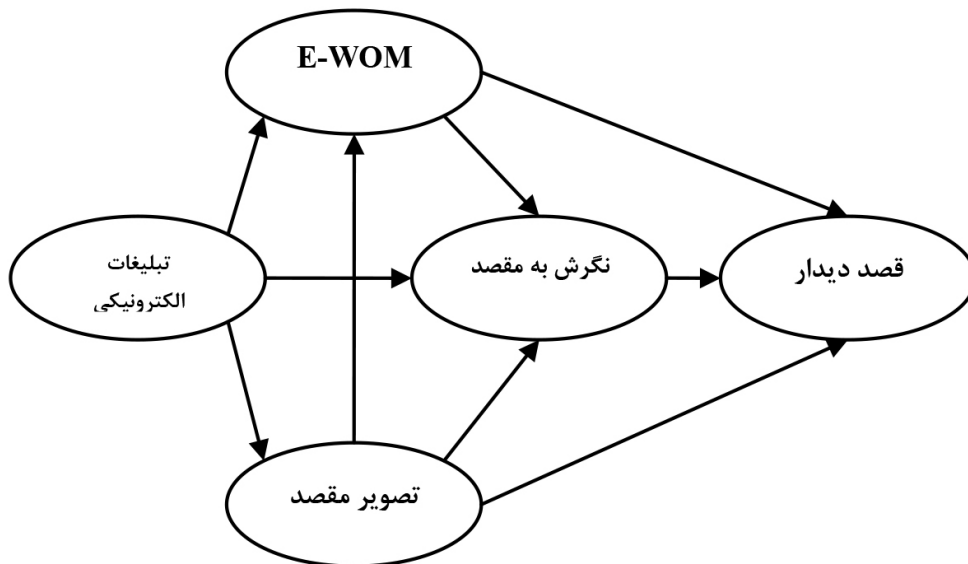 E-WOM
تبلیغات
الکترونیکی
نگرش به مقصد
قصد دیدار
تصویر مقصد